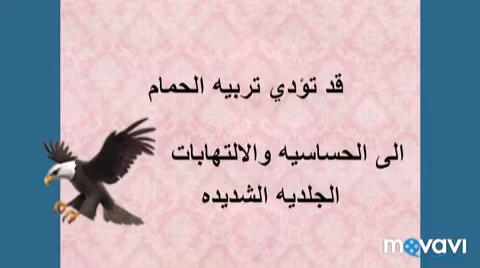 قد تؤدي تربيه الحمام
الى الحساسيه والالتهابات
الجلديه الشديده
movavi